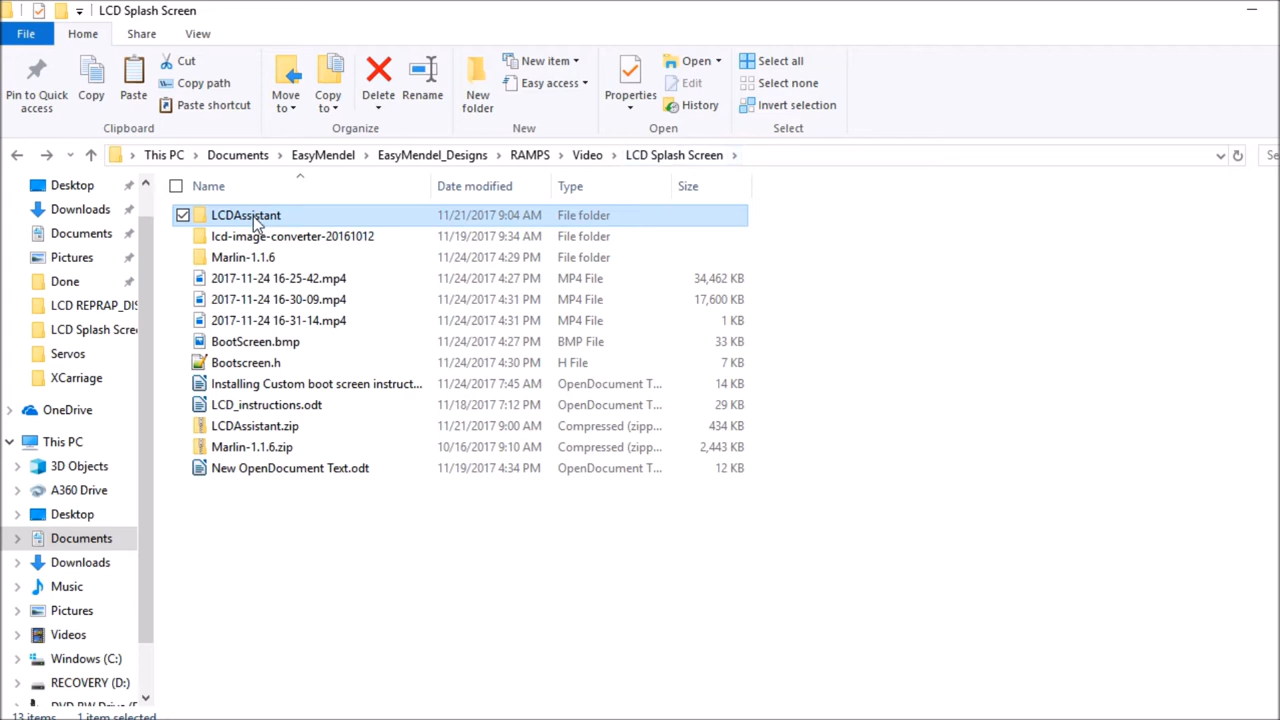 LCD Splash Screen
File Home Share View
Pin to Quick access
Copy
Paste
Cut
Copy path
Paste shortcut
Clipboard
Move to
Copy to
Delete
Rename
Organize
New folder
New item
Easy access
New
Properties
Open
Edit
History
Open
Select all
Select none
Invert selection
Select
This PC > Documents > EasyMendel > EasyMendel_Designs > RAMPS > Video > LCD Splash Screen >
Se
Desktop
Downloads
Documents
Pictures
Done
LCD REPRAP_DIS
LCD Splash Scree
Servos
XCarriage
OneDrive
This PC
3D Objects
A360 Drive
Desktop
Documents
Downloads
Music
Pictures
Videos
Windows (C:)
RECOVERY (D:)
Name Date modified Type Size
LCDAssistant 11/21/2017 9:04 AM File folder
lcd-image-converter-20161012 11/19/2017 9:34 AM File folder
Marlin-1.1.6 11/24/2017 4:29 PM File folder
2017-11-24 16-25-42.mp4 11/24/2017 4:27 PM MP4 File 34,462 KB
2017-11-24 16-30-09.mp4 11/24/2017 4:31 PM MP4 File 17,600 KB
2017-11-24 16-31-14.mp4 11/24/2017 4:31 PM MP4 File 1 KB
BootScreen.bmp 11/24/2017 4:27 PM BMP File 33 KB
Bootscreen.h 11/24/2017 4:30 PM H File 7 KB
Installing Custom boot screen instruct... 11/24/2017 7:45 AM OpenDocument T... 14 KB
LCD_instructions.odt 11/18/2017 7:12 PM OpenDocument T... 29 KB
LCDAssistant.zip 11/21/2017 9:00 AM Compressed (zipp... 434 KB
Marlin-1.1.6.zip 10/16/2017 9:10 AM Compressed (zipp... 2,443 KB
New OpenDocument Text.odt 11/19/2017 4:34 PM OpenDocument T... 12 KB
13 items 1 item selected